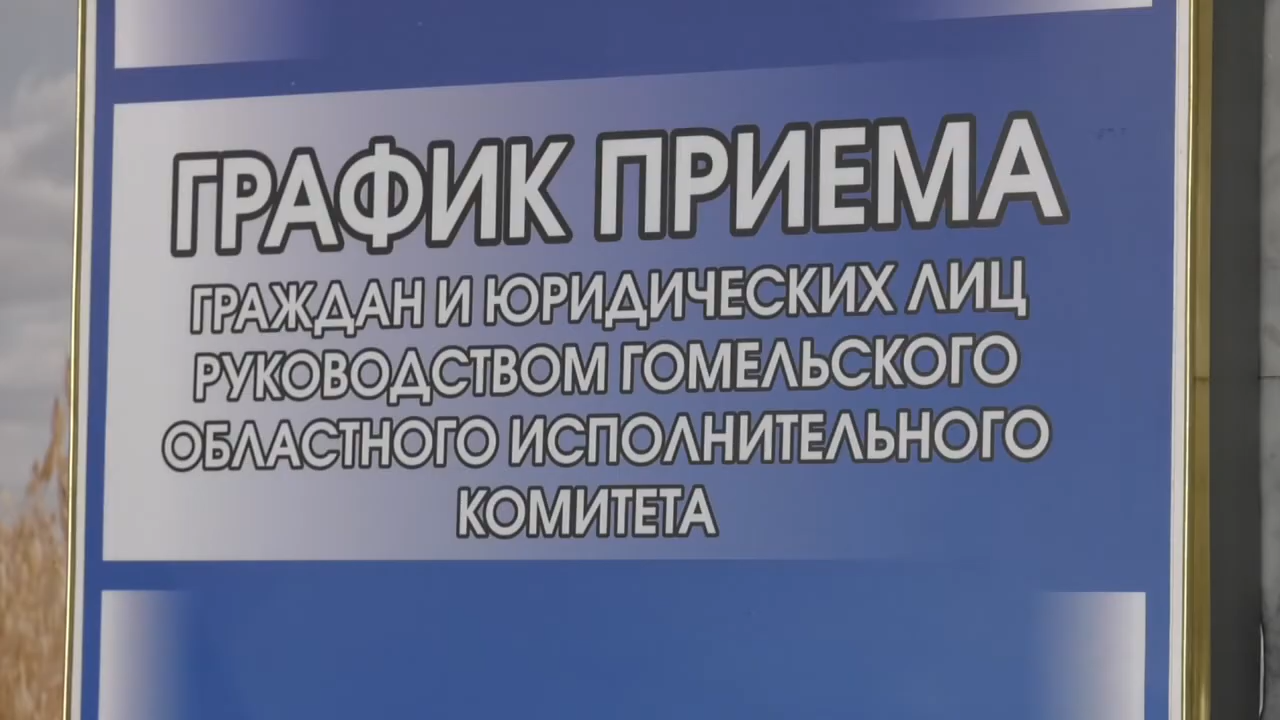 ГРАФИК ПРИЕМА
ГРАЖДАН И ЮРИДИЧЕСКИХ ЛИЦ
РУКОВОДСТВОМ ГОМЕЛЬСКОГО
ОБЛАСТНОГО ИСПОЛНИТЕЛЬНОГО
КОМИТЕТА